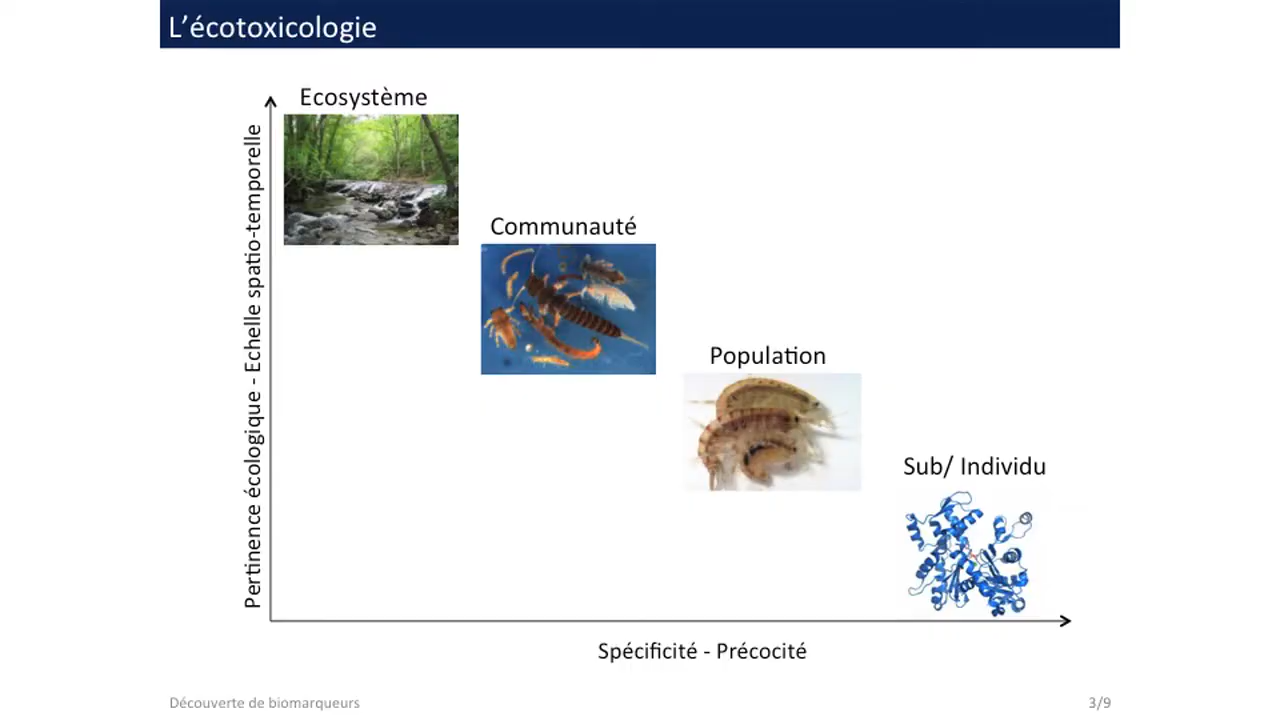 L’écotoxicologie
Ecosystème
Communauté
Population
Sub/ Individu
Pertinence écologique - Echelle spatio-temporelle
Spécificité - Précocité
Découverte de biomarqueurs
3/9